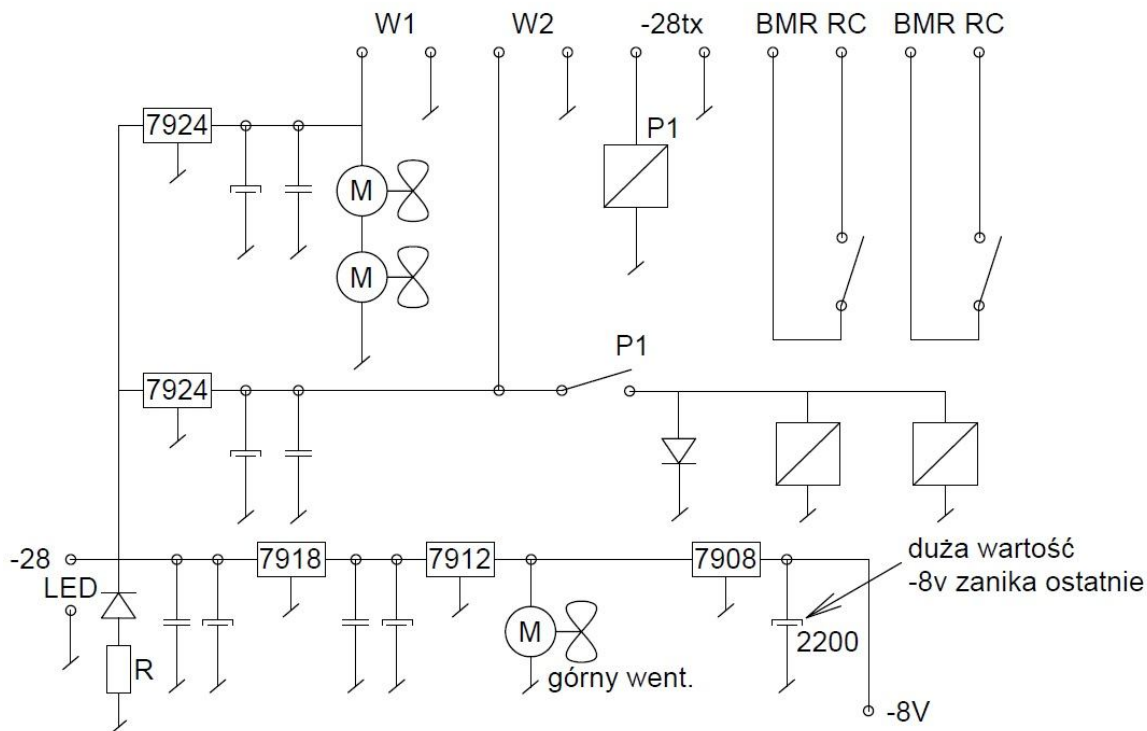 W1 W2 -28tx BMR RC BMR RC
7924
P1
M
M
P1
7924
-28
7918
7912
7908
duża wartość
-8v zanika ostatnie
LED
M
2200
R
górny went.
-8V